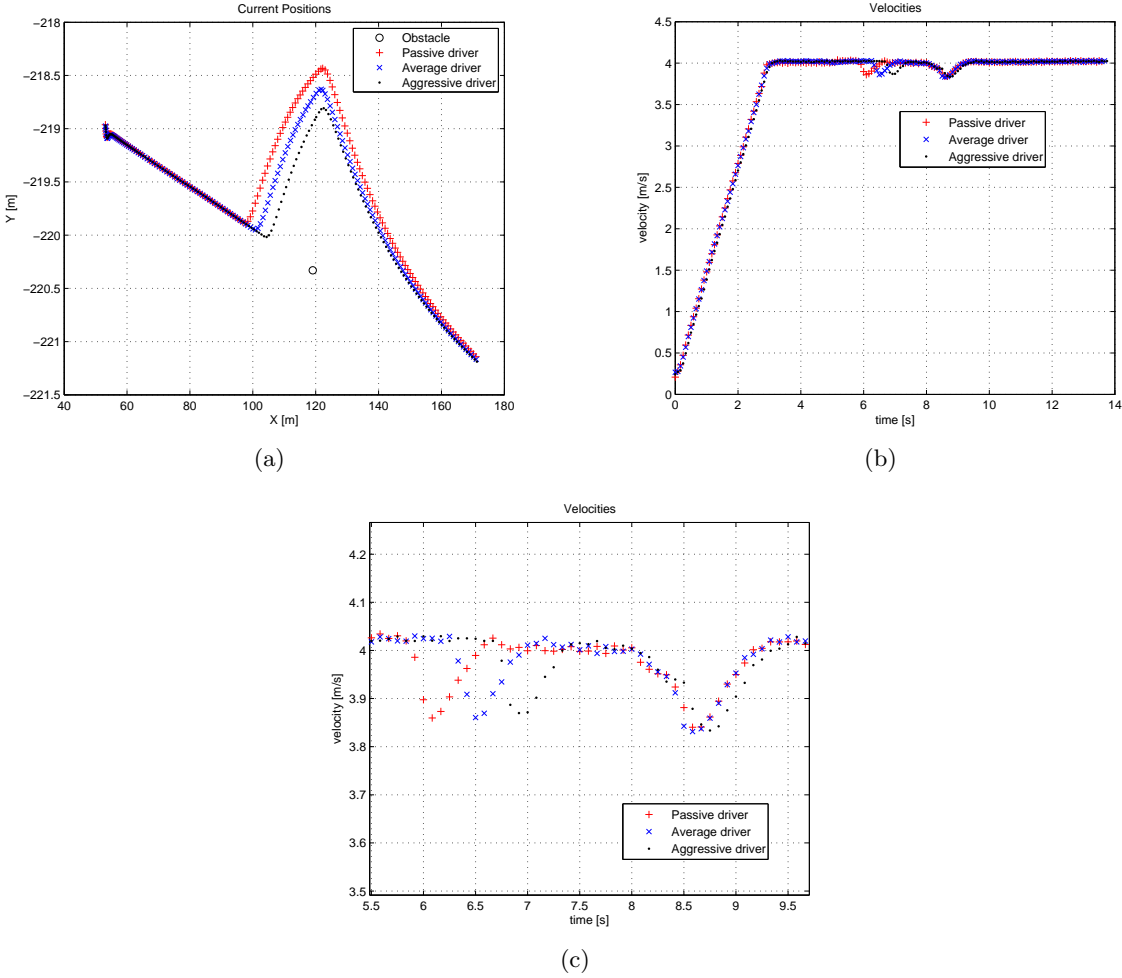 Current Positions
−218
−218.5
−219
−219.5
−220
−220.5
−221
−221.5
Y [m]
40 60 80 100 120 140 160 180
X [m]
Obstacle
Passive driver
Average driver
Aggressive driver
(a)
Velocities
4.5
4
3.5
3
2.5
2
1.5
1
0.5
0
velocity [m/s]
0 2 4 6 8 10 12 14
time [s]
Passive driver
Average driver
Aggressive driver
(b)
Velocities
4.2
4.1
4
3.9
3.8
3.7
3.6
3.5
velocity [m/s]
5.5 6 6.5 7 7.5 8 8.5 9 9.5
time [s]
Passive driver
Average driver
Aggressive driver
(c)